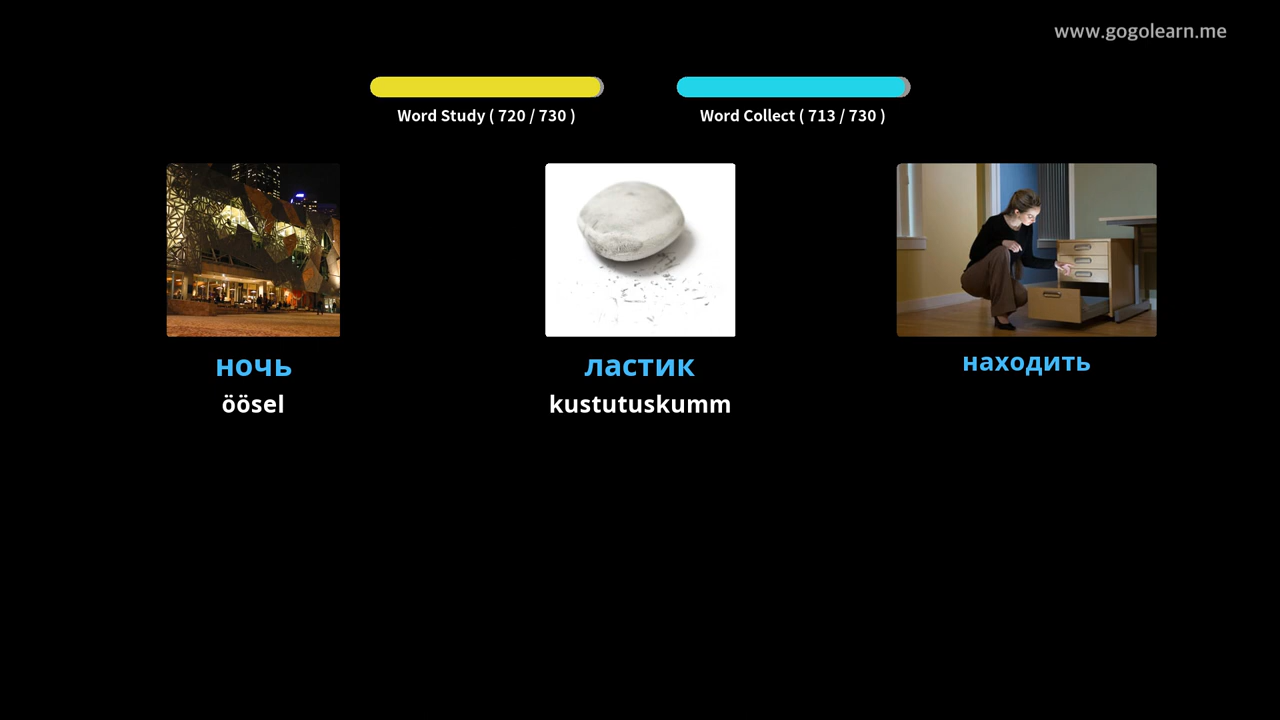 www.gogolearn.me
Word Study ( 720 / 730 )
Word Collect ( 713 / 730 )
ночь
öösel
ластик
kustutuskumm
находить